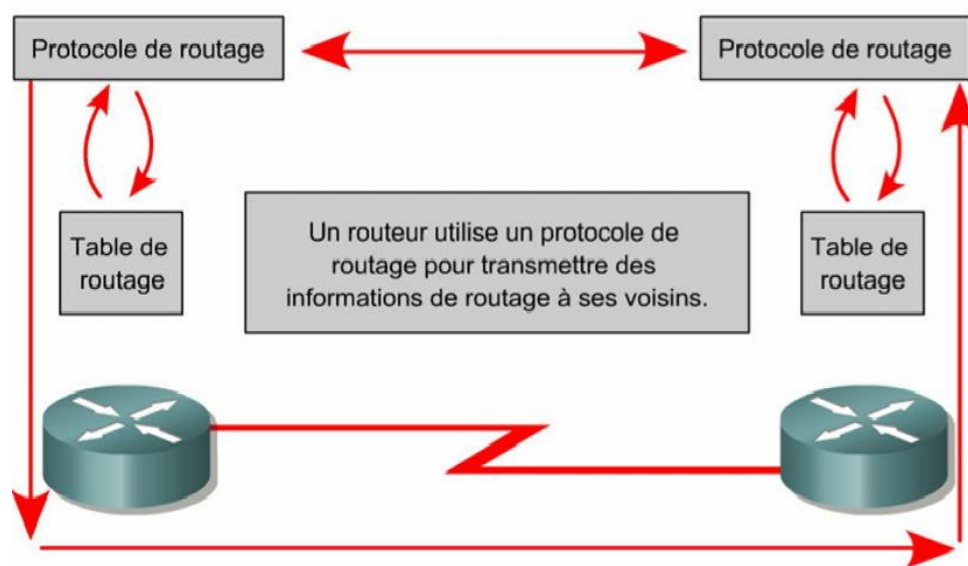 Protocole de routage
Protocole de routage
Table de
routage
Un routeur utilise un protocole de
routage pour transmettre des
informations de routage à ses voisins.
Table de
routage